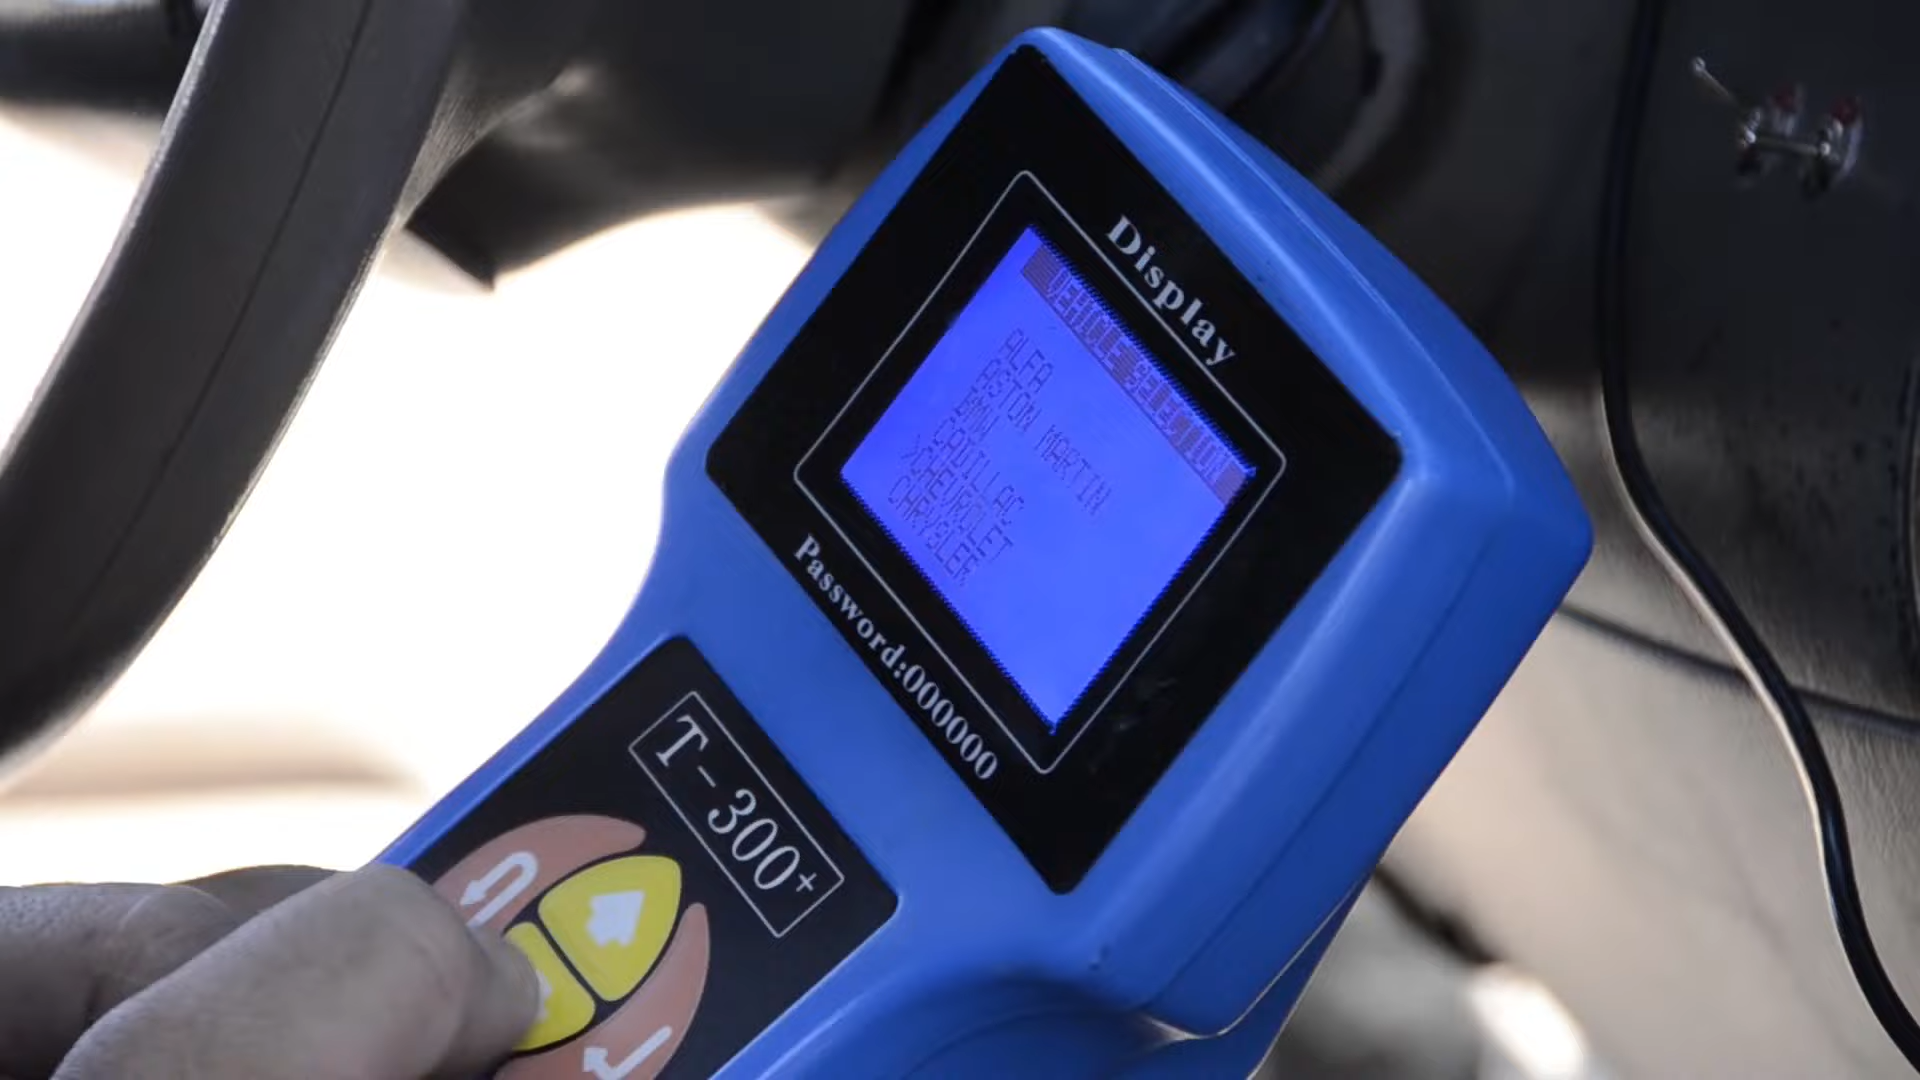 Display
VEHICLE SELECTION
ALFA
ASTON MARTIN
BMW
CADILLAC
>CHEVROLET
CHRYSLER
Password:000000
T-300+